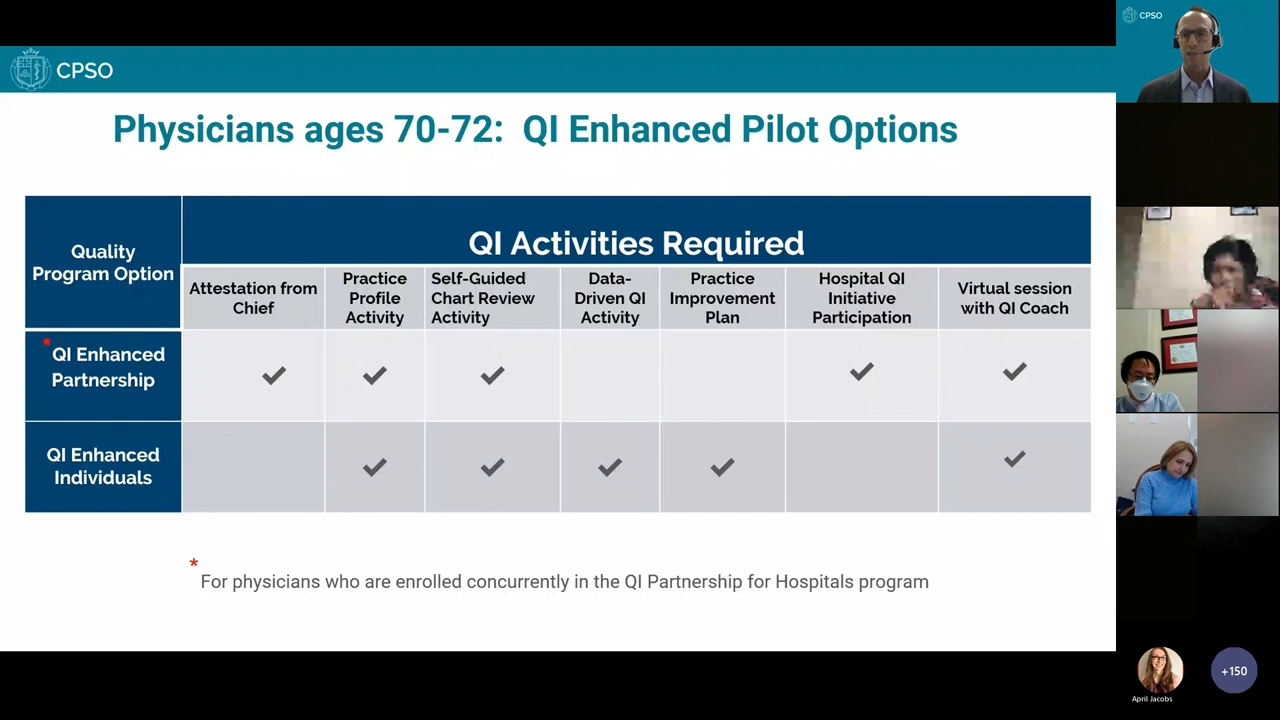 CPSO
CPSO
Physicians ages 70-72: QI Enhanced Pilot Options
Quality
Program Option
QI Activities Required
Attestation from
Chief
Practice
Profile
Activity
Self-Guided
Chart Review
Activity
Data-
Driven QI
Activity
Practice
Improvement
Plan
Hospital QI
Initiative
Participation
Virtual session
with QI Coach
* QI Enhanced
Partnership
✓ ✓ ✓ ✓ ✓
QI Enhanced
Individuals
✓ ✓ ✓ ✓ ✓
* For physicians who are enrolled concurrently in the QI Partnership for Hospitals program
April Jacobs
+150